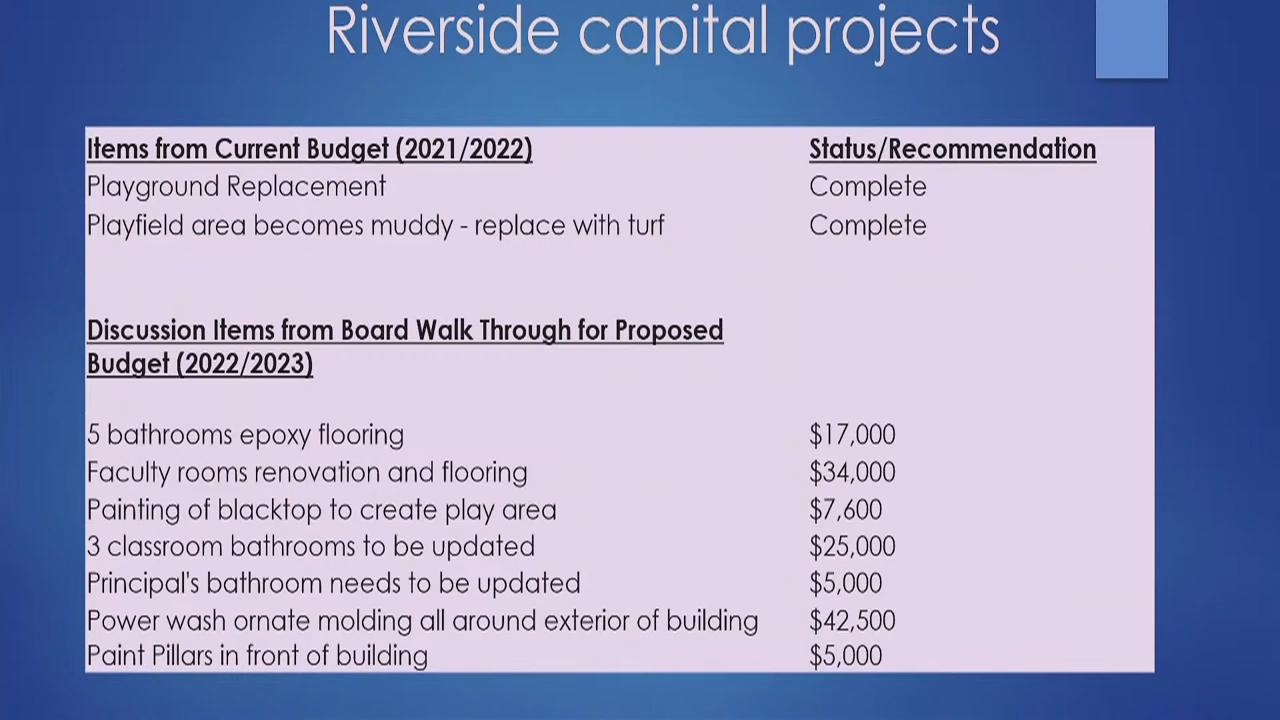 Riverside capital projects
Items from Current Budget (2021/2022) Status/Recommendation
Playground Replacement Complete
Playfield area becomes muddy - replace with turf Complete
Discussion Items from Board Walk Through for Proposed
Budget (2022/2023)
5 bathrooms epoxy flooring $17,000
Faculty rooms renovation and flooring $34,000
Painting of blacktop to create play area $7,600
3 classroom bathrooms to be updated $25,000
Principal's bathroom needs to be updated $5,000
Power wash ornate molding all around exterior of building $42,500
Paint Pillars in front of building $5,000